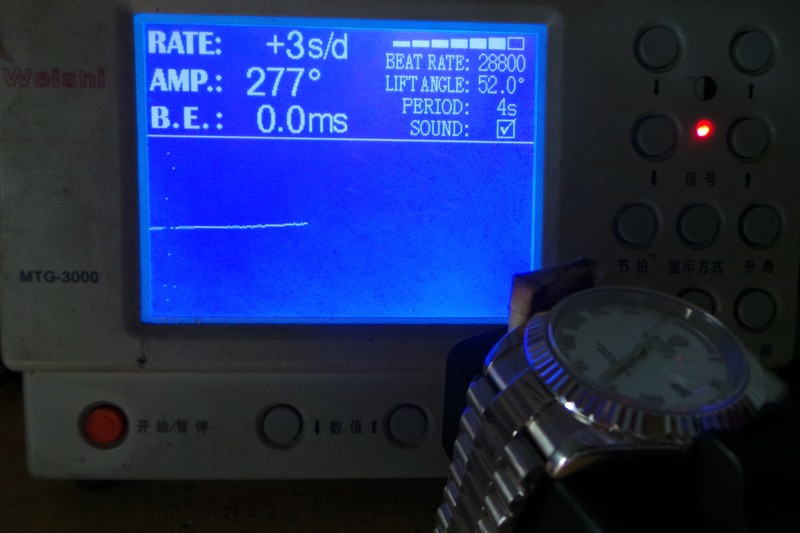 Weishi
RATE: +3s/d
AMP.: 277°
B.E.: 0.0ms
BEAT RATE: 28800
LIFT ANGLE: 52.0°
PERIOD: 4s
SOUND: ☑
↓ ↑
↓ 信号 ↑
节拍 显示方式 升角
MTG-3000
开始/暂停
↓ 数值 ↑